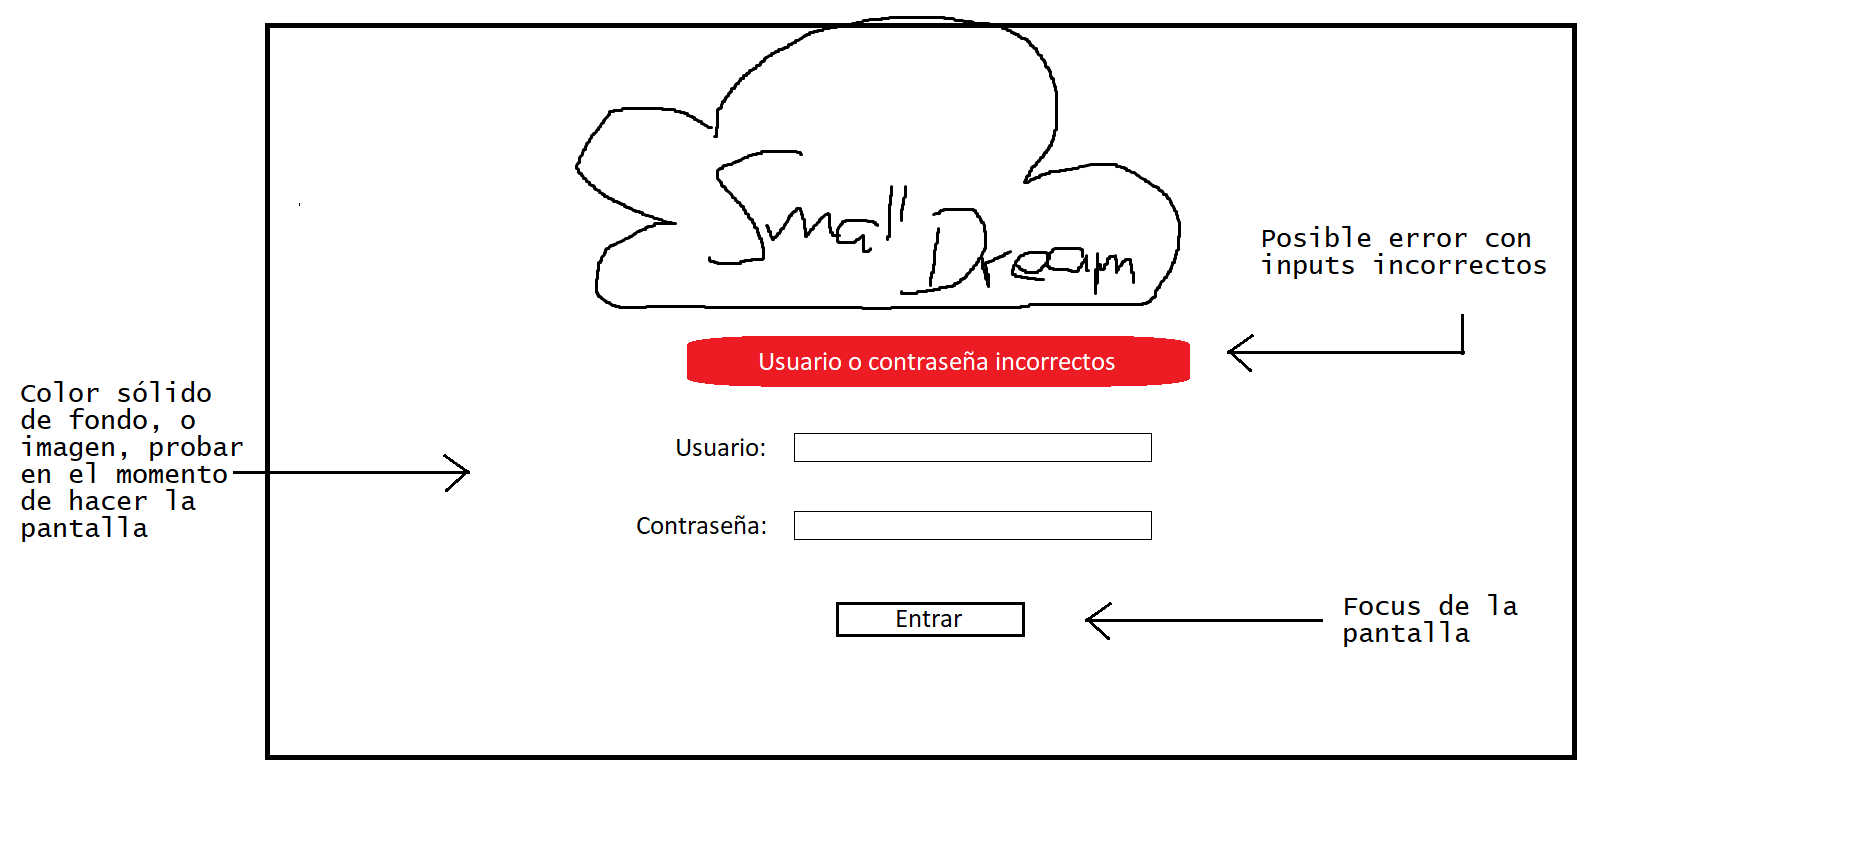 Small
Dream
Posible error con
inputs incorrectos
Usuario o contraseña incorrectos
Color sólido
de fondo, o
imagen, probar
en el momento
de hacer la
pantalla
Usuario:
Contraseña:
Entrar
Focus de la
pantalla